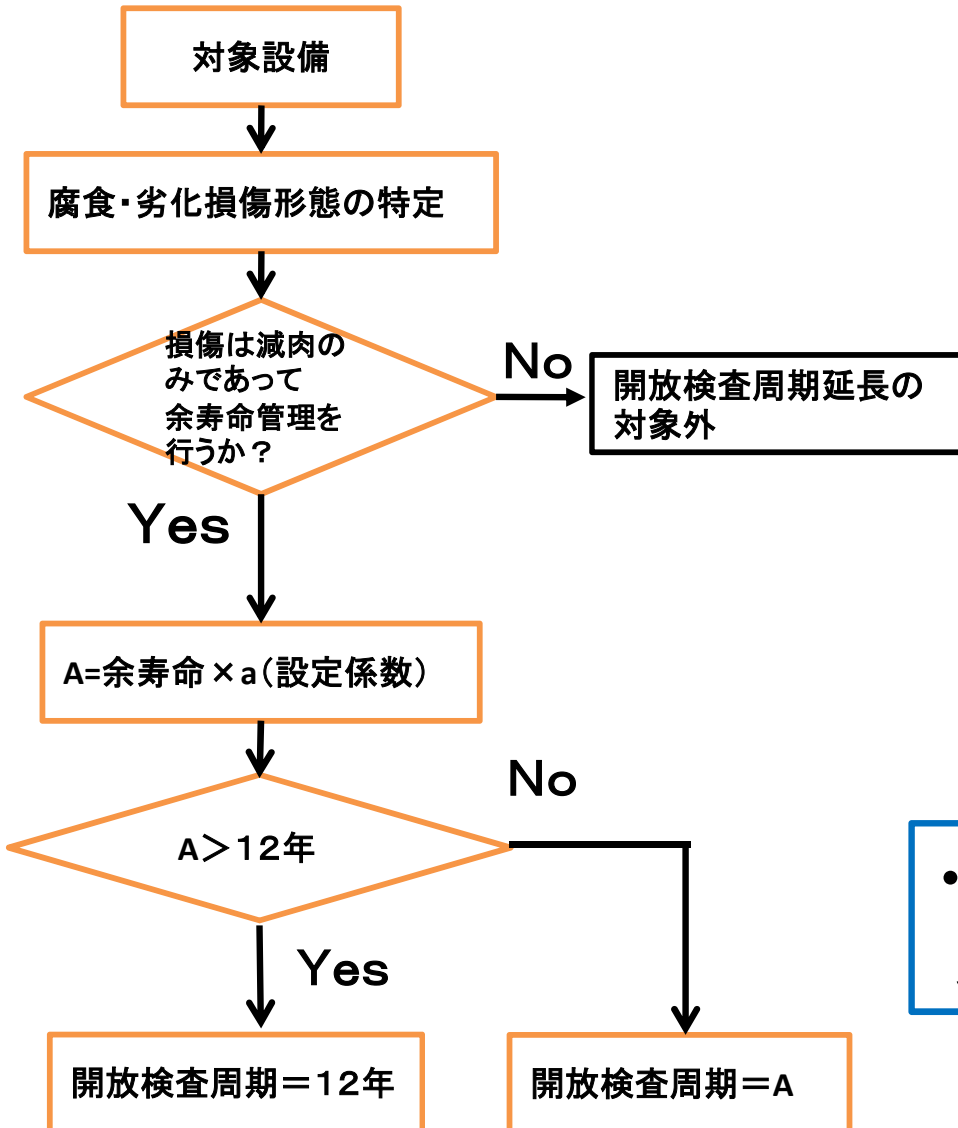 対象設備
腐食・劣化損傷形態の特定
損傷は減肉の
みであって
余寿命管理を
行うか？
No
開放検査周期延長の
対象外
Yes
A=余寿命×a（設定係数）
A＞１２年
No
Yes
開放検査周期＝１２年
開放検査周期＝A
•